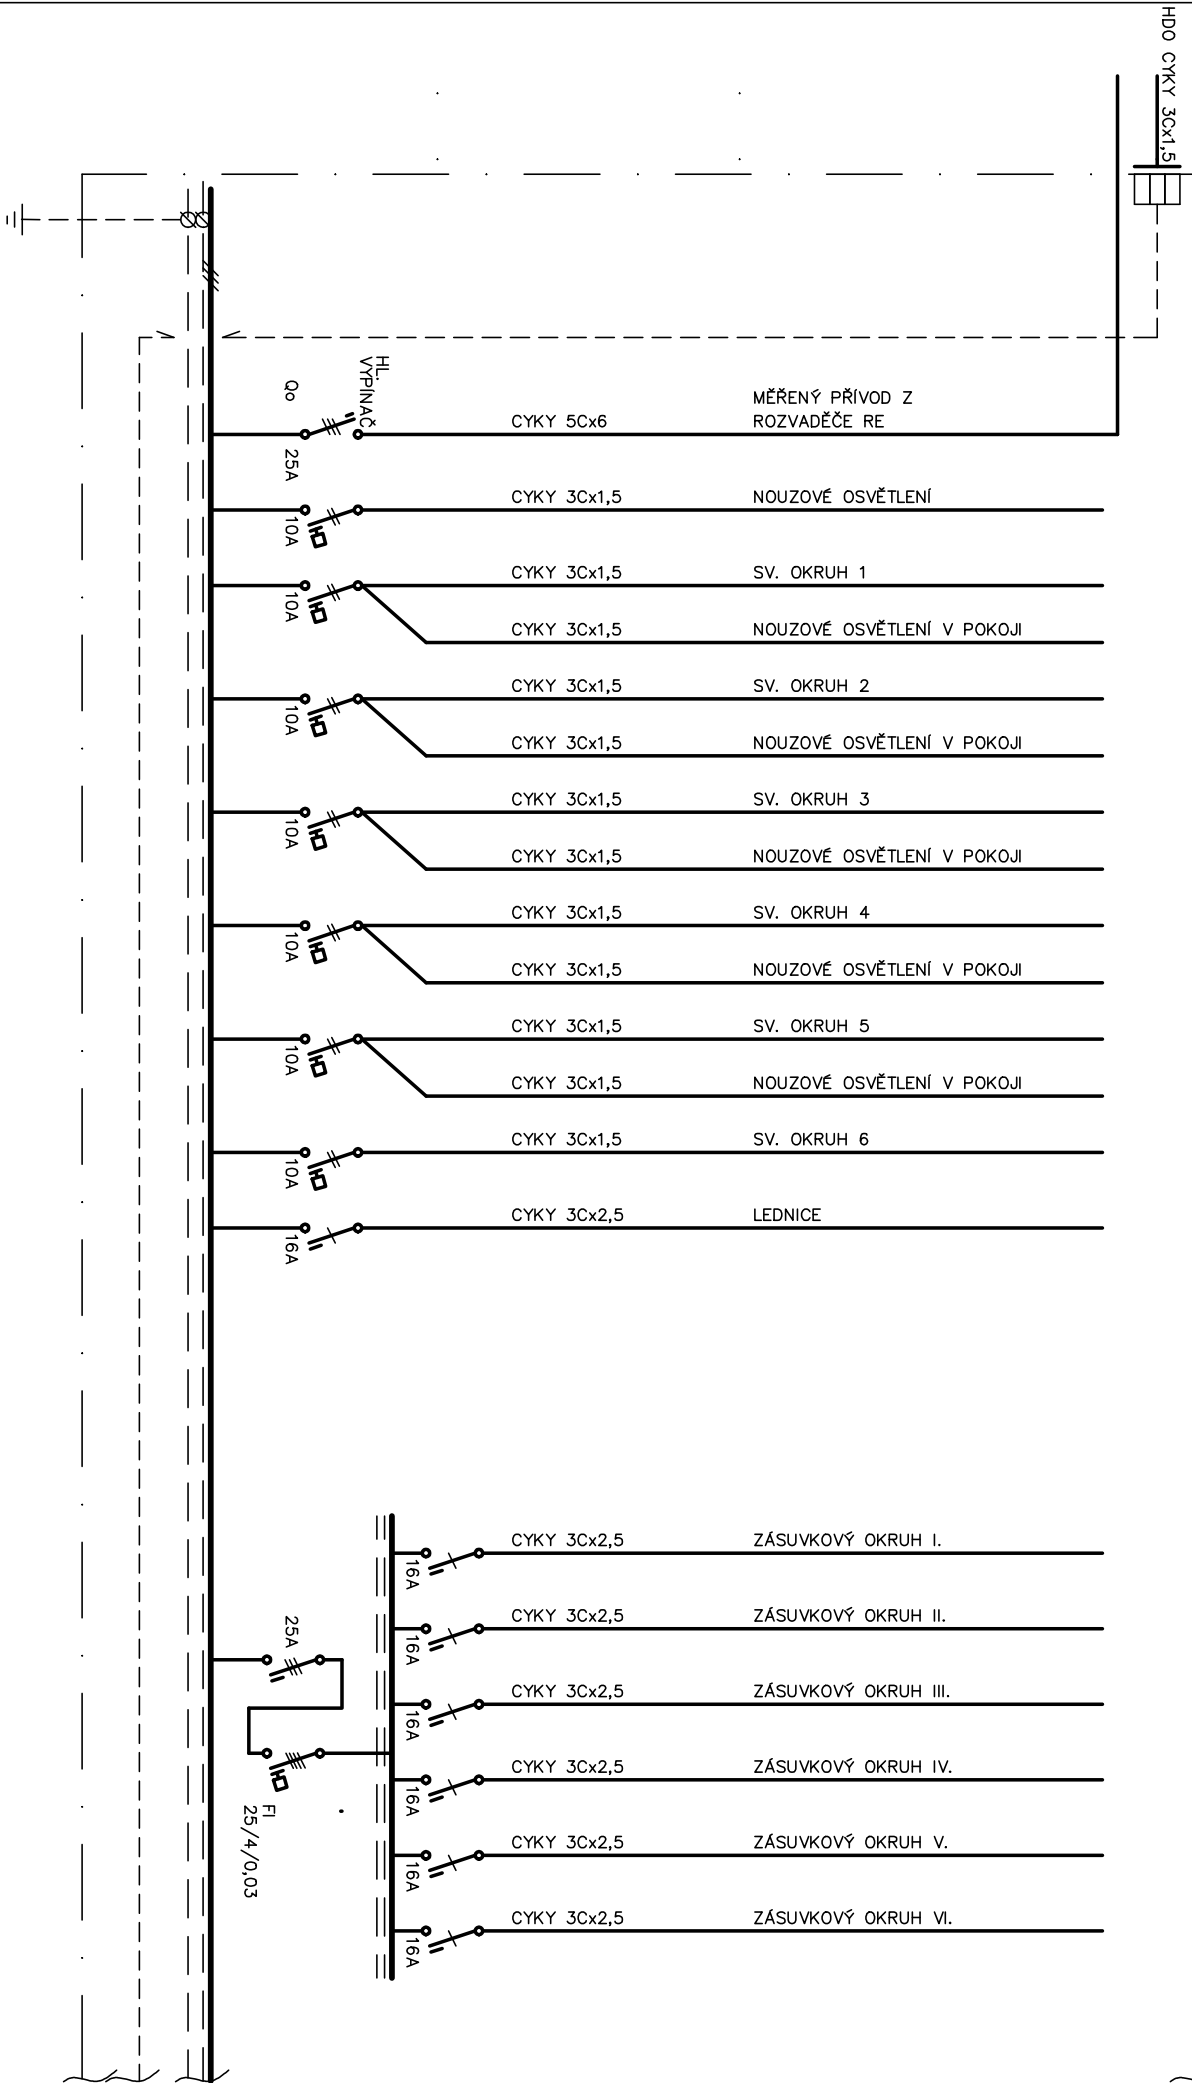 HDO CYKY 3Cx1,5
HL.
VYPÍNAČ
Qo
25A
CYKY 5Cx6
MĚŘENÝ PŘÍVOD Z
ROZVADĚČE RE
10A
CYKY 3Cx1,5
NOUZOVÉ OSVĚTLENÍ
10A
CYKY 3Cx1,5
SV. OKRUH 1
CYKY 3Cx1,5
NOUZOVÉ OSVĚTLENÍ V POKOJI
10A
CYKY 3Cx1,5
SV. OKRUH 2
CYKY 3Cx1,5
NOUZOVÉ OSVĚTLENÍ V POKOJI
10A
CYKY 3Cx1,5
SV. OKRUH 3
CYKY 3Cx1,5
NOUZOVÉ OSVĚTLENÍ V POKOJI
10A
CYKY 3Cx1,5
SV. OKRUH 4
CYKY 3Cx1,5
NOUZOVÉ OSVĚTLENÍ V POKOJI
10A
CYKY 3Cx1,5
SV. OKRUH 5
CYKY 3Cx1,5
NOUZOVÉ OSVĚTLENÍ V POKOJI
10A
CYKY 3Cx1,5
SV. OKRUH 6
16A
CYKY 3Cx2,5
LEDNICE
16A
CYKY 3Cx2,5
ZÁSUVKOVÝ OKRUH I.
16A
CYKY 3Cx2,5
ZÁSUVKOVÝ OKRUH II.
25A
16A
CYKY 3Cx2,5
ZÁSUVKOVÝ OKRUH III.
16A
CYKY 3Cx2,5
ZÁSUVKOVÝ OKRUH IV.
FI
25/4/0,03
16A
CYKY 3Cx2,5
ZÁSUVKOVÝ OKRUH V.
16A
CYKY 3Cx2,5
ZÁSUVKOVÝ OKRUH VI.